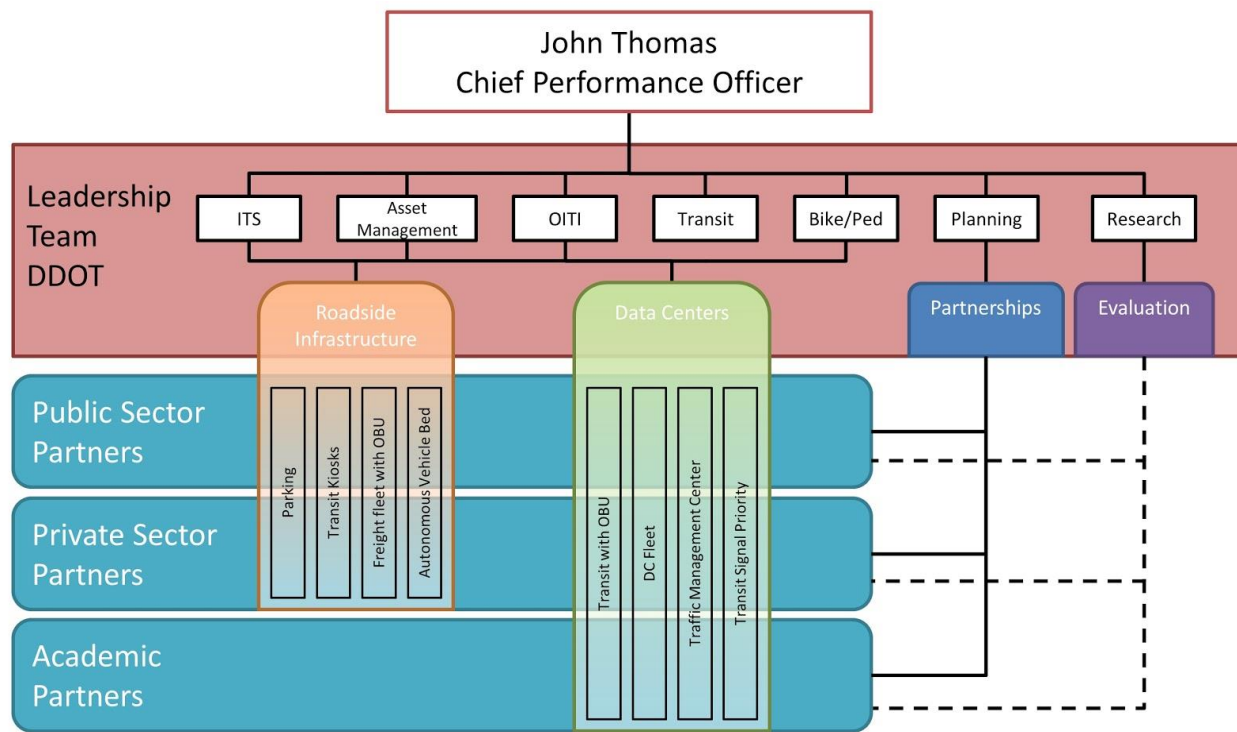 John Thomas
Chief Performance Officer
Leadership
Team
DDOT
ITS
Asset
Management
OITI
Transit
Bike/Ped
Planning
Research
Roadside
Infrastructure
Data Centers
Partnerships
Evaluation
Public Sector
Partners
Private Sector
Partners
Academic
Partners
Parking
Transit Kiosks
Freight fleet with OBU
Autonomous Vehicle Bed
Transit with OBU
DC Fleet
Traffic Management Center
Transit Signal Priority